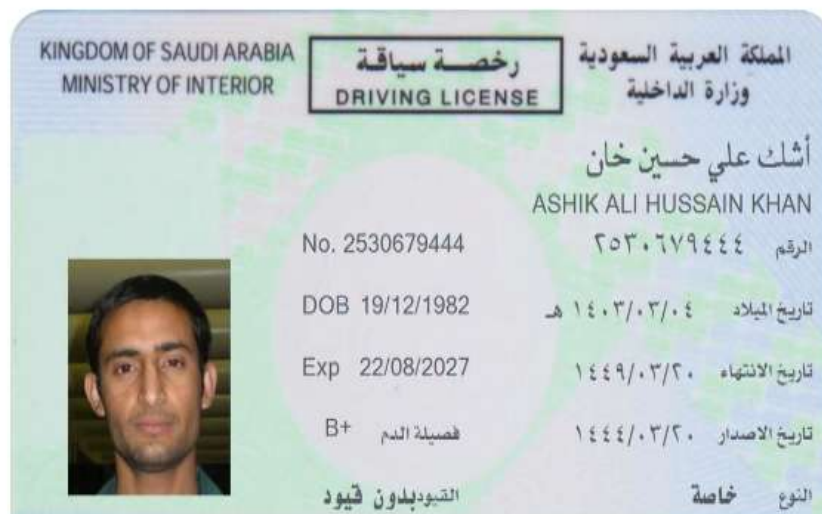 KINGDOM OF SAUDI ARABIA
MINISTRY OF INTERIOR
رخصة سياقة
DRIVING LICENSE
المملكة العربية السعودية
وزارة الداخلية
أشك علي حسين خان
ASHIK ALI HUSSAIN KHAN
No. 2530679444 الرقم ٢٥٣٠٦٧٩٤٤٤
DOB 19/12/1982 تاريخ الميلاد ١٤٠٣/٠٣/٠٤ هـ
Exp 22/08/2027 تاريخ الانتهاء ١٤٤٩/٠٣/٢٠
B+ فصيلة الدم تاريخ الاصدار ١٤٤٤/٠٣/٢٠
النوع خاصة القيود بدون قيود